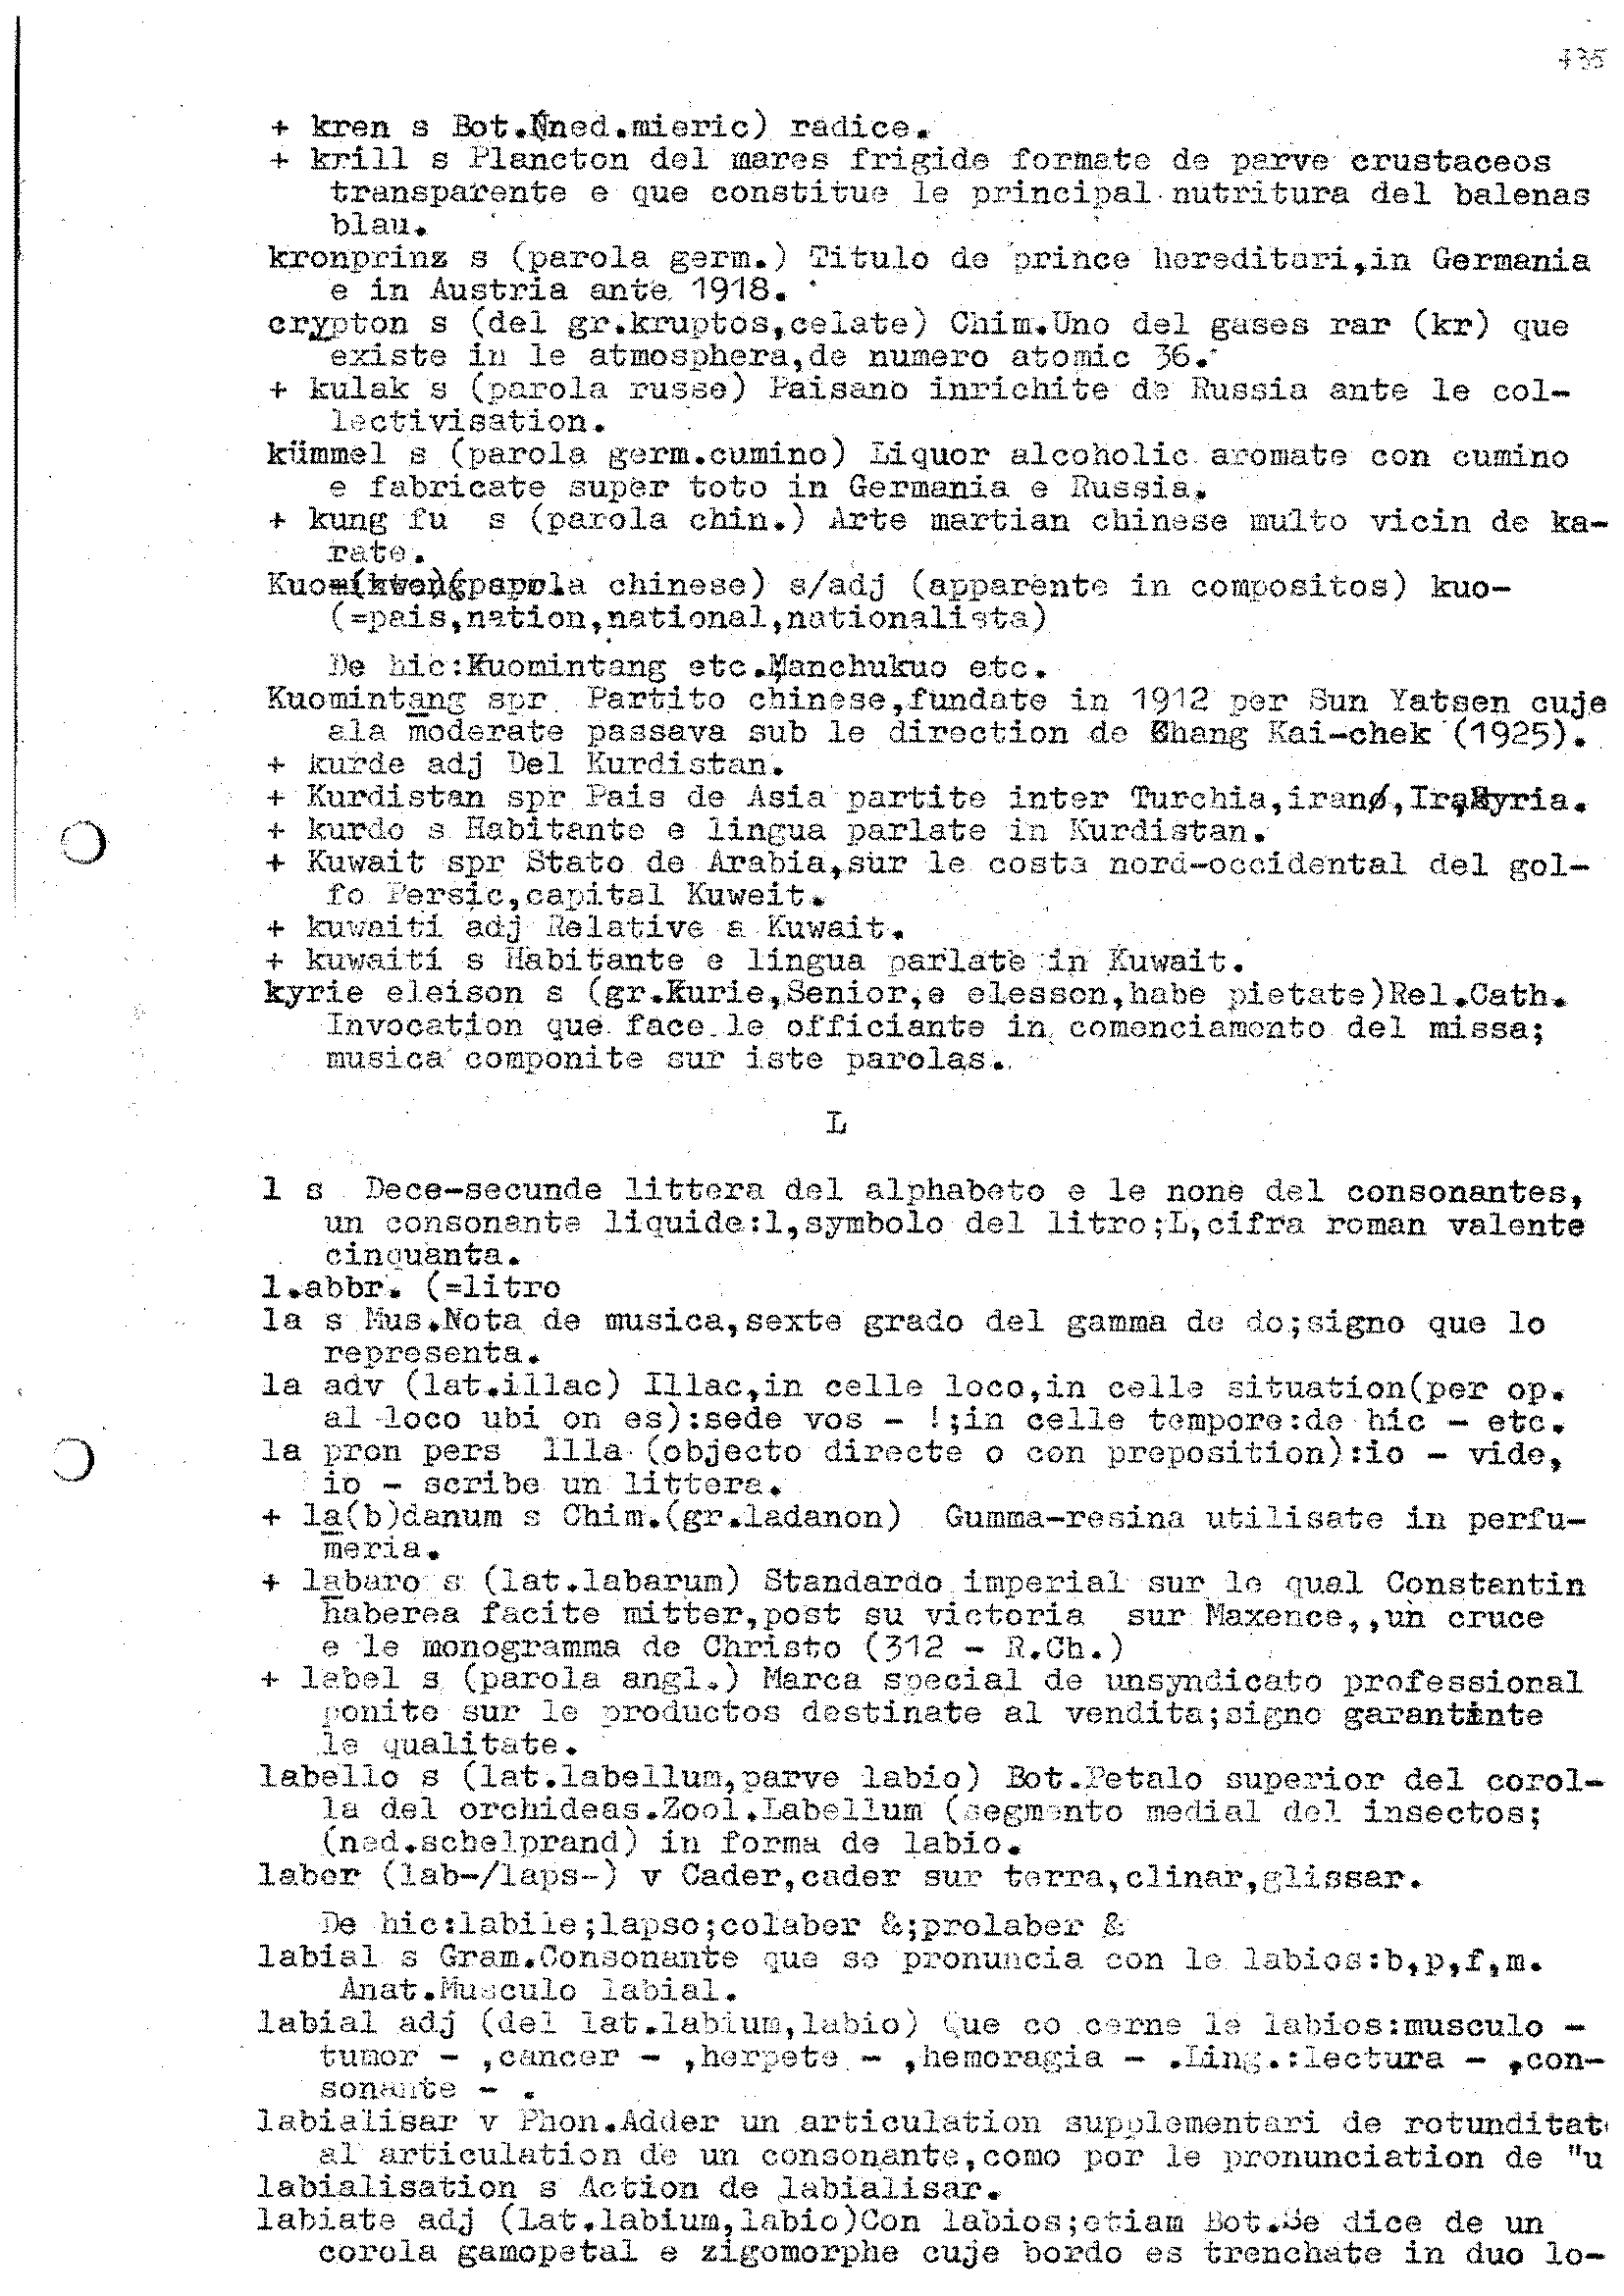 435
+ kren s Bot.(ned.mieric) radice.
+ krill s Plancton del mares frigide formate de parve crustaceos
transparente e que constitue le principal nutritura del balenas
blau.
kronprinz s (parola germ.) Titulo de prince hereditari,in Germania
e in Austria ante 1918.
crypton s (del gr.kruptos,celate) Chim.Uno del gases rar (kr) que
existe in le atmosphera,de numero atomic 36.
+ kulak s (parola russe) Paisano inrichite de Russia ante le col-
lectivisation.
kümmel s (parola germ.cumino) Liquor alcoholic aromate con cumino
e fabricate super toto in Germania e Russia.
+ kung fu s (parola chin.) Arte martian chinese multo vicin de ka-
rate.
Kuo (parola chinese) s/adj (apparente in compositos) kuo-
(=pais,nation,national,nationalista)
De hic:Kuomintang etc.Manchukuo etc.
Kuomintang spr Partito chinese,fundate in 1912 per Sun Yatsen cuje
ala moderate passava sub le direction de Chang Kai-chek (1925).
+ kurde adj Del Kurdistan.
+ Kurdistan spr Pais de Asia partite inter Turchia,iran,Iraq,Syria.
+ kurdo s Habitante e lingua parlate in Kurdistan.
+ Kuwait spr Stato de Arabia,sur le costa nord-occidental del gol-
fo Persic,capital Kuweit.
+ kuwaiti adj Relative a Kuwait.
+ kuwaiti s Habitante e lingua parlate in Kuwait.
kyrie eleison s (gr.Kurie,Senior,e elesson,habe pietate)Rel.Cath.
Invocation que face le officiante in comenciamento del missa;
musica componite sur iste parolas.
L
l s Dece-secunde littera del alphabeto e le none del consonantes,
un consonante liquide:l,symbolo del litro;L,cifra roman valente
cinquanta.
l.abbr. (=litro
la s Mus.Nota de musica,sexte grado del gamma de do;signo que lo
representa.
la adv (lat.illac) Illac,in celle loco,in celle situation(per op.
al loco ubi on es):sede vos - !;in celle tempore:de hic - etc.
la pron pers Illa (objecto directe o con preposition):io - vide,
io - scribe un littera.
+ la(b)danum s Chim.(gr.ladanon) Gumma-resina utilisate in perfu-
meria.
+ labaro s (lat.labarum) Standardo imperial sur le qual Constantin
haberea facite mitter,post su victoria sur Maxence,,un cruce
e le monogramma de Christo (312 - R.Ch.)
+ label s (parola angl.) Marca special de unsyndicato professional
ponite sur le productos destinate al vendita;signo garantinte
le qualitate.
labello s (lat.labellum,parve labio) Bot.Petalo superior del corol-
la del orchideas.Zool.Labellum (segmento medial del insectos;
(ned.schelprand) in forma de labio.
laber (lab-/laps-) v Cader,cader sur terra,clinar,glissar.
De hic:labile;lapso;colaber &;prolaber &
labial s Gram.Consonante que se pronuncia con le labios:b,p,f,m.
Anat.Musculo labial.
labial adj (del lat.labium,labio) Que co cerne le labios:musculo -
tumor - ,cancer - ,herpete - ,hemoragia - .Ling.:lectura - ,con-
sonante - .
labialisar v Phon.Adder un articulation supplementari de rotunditat
al articulation de un consonante,como por le pronunciation de "u
labialisation s Action de labialisar.
labiate adj (lat.labium,labio)Con labios;etiam Bot.Se dice de un
corola gamopetal e zigomorphe cuje bordo es trenchate in duo lo-